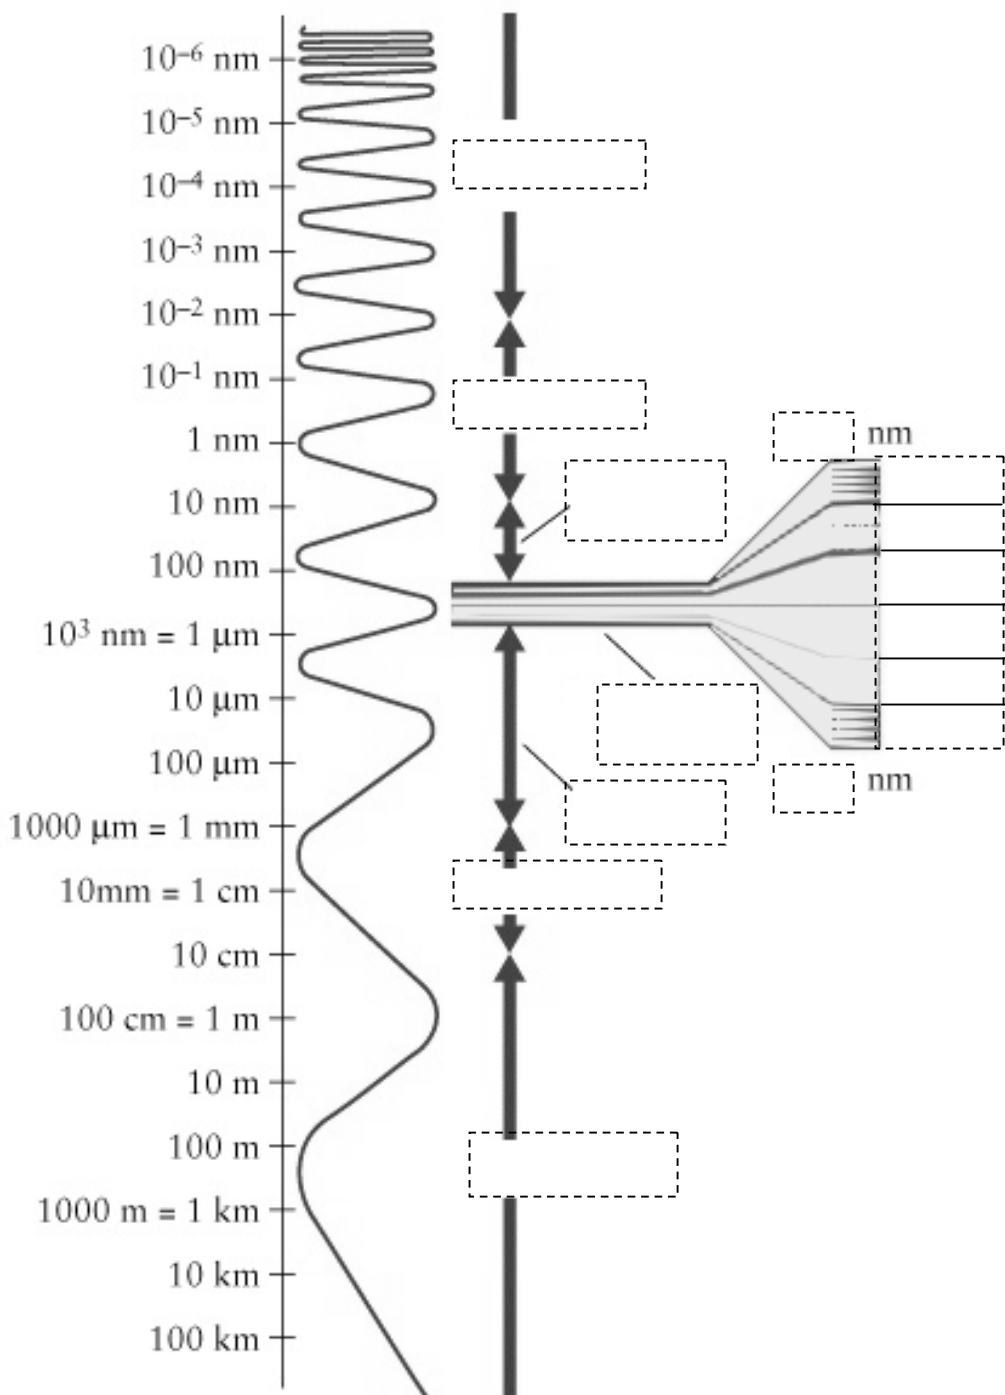 10⁻⁶ nm
10⁻⁵ nm
10⁻⁴ nm
10⁻³ nm
10⁻² nm
10⁻¹ nm
1 nm
nm
10 nm
100 nm
10³ nm = 1 μm
10 μm
100 μm
nm
1000 μm = 1 mm
10mm = 1 cm
10 cm
100 cm = 1 m
10 m
100 m
1000 m = 1 km
10 km
100 km